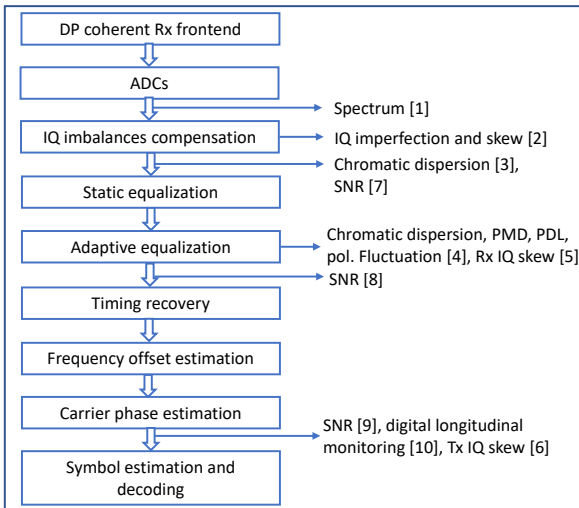 DP coherent Rx frontend
ADCs
Spectrum [1]
IQ imbalances compensation
IQ imperfection and skew [2]
Chromatic dispersion [3],
SNR [7]
Static equalization
Adaptive equalization
Chromatic dispersion, PMD, PDL,
pol. Fluctuation [4], Rx IQ skew [5]
SNR [8]
Timing recovery
Frequency offset estimation
Carrier phase estimation
SNR [9], digital longitudinal
monitoring [10], Tx IQ skew [6]
Symbol estimation and
decoding